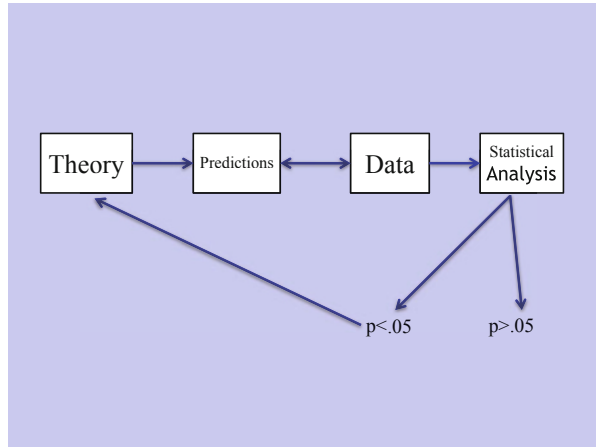 Theory
Predictions
Data
Statistical
Analysis
p<.05
p>.05